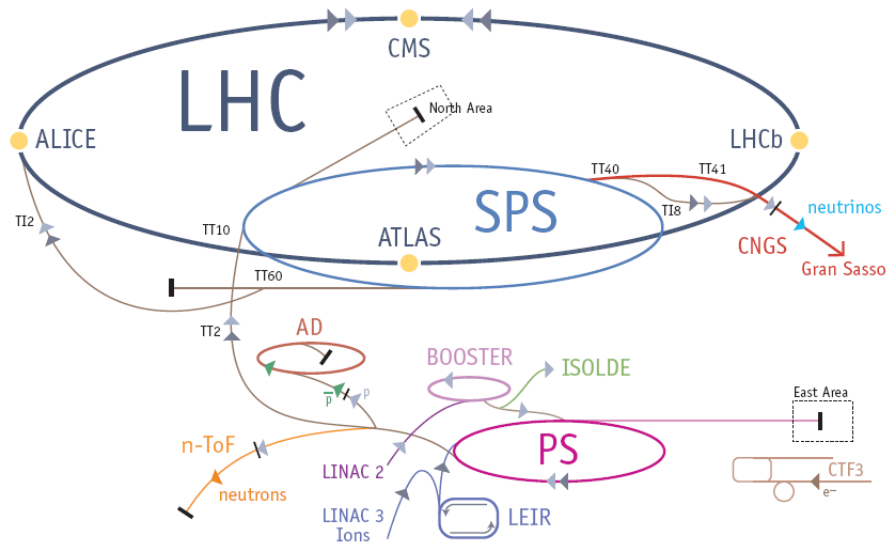 CMS
LHC
North Area
ALICE
LHCb
TT40
TT41
SPS
TI8
neutrinos
TI2
TT10
ATLAS
CNGS
Gran Sasso
TT60
TT2
AD
BOOSTER
ISOLDE
p
p
East Area
n-ToF
PS
LINAC 2
neutrons
CTF3
e−
LINAC 3
Ions
LEIR